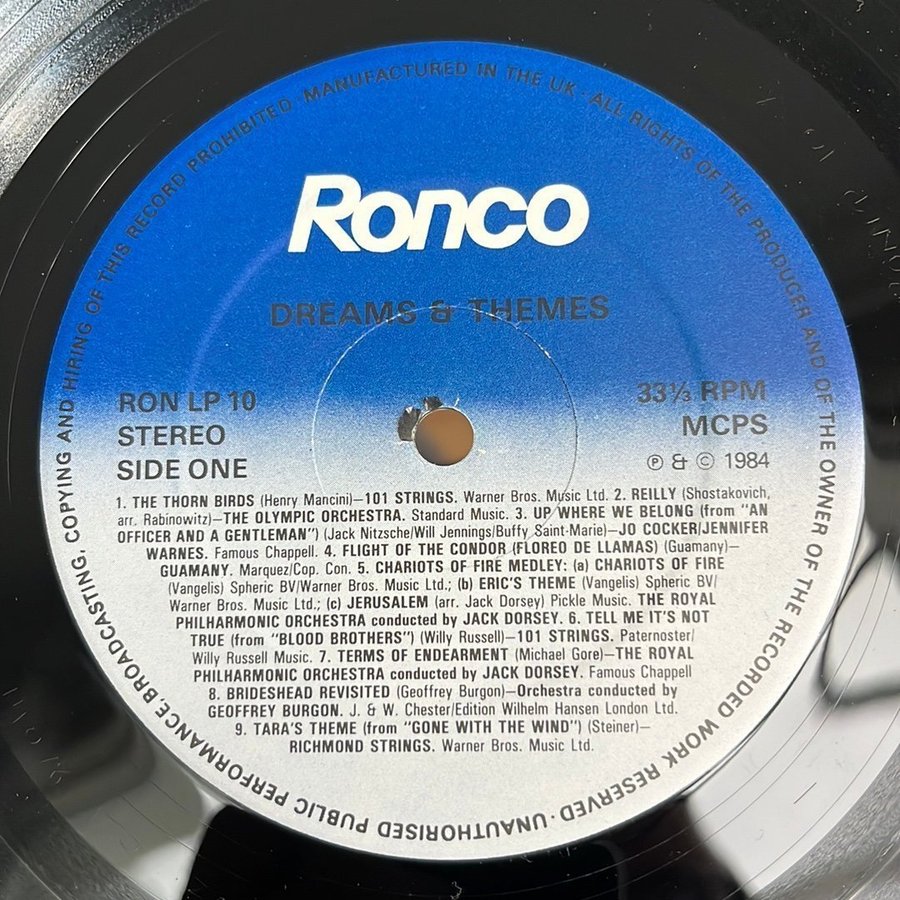 UNAUTHORISED PUBLIC PERFORMANCE, BROADCASTING, COPYING AND HIRING OF THIS RECORD PROHIBITED · MANUFACTURED IN THE UK · ALL RIGHTS OF THE PRODUCER AND OF THE OWNER OF THE RECORDED WORK RESERVED ·
Ronco
DREAMS & THEMES
RON LP 10
STEREO
SIDE ONE
33⅓ RPM
MCPS
Ⓟ & © 1984
1. THE THORN BIRDS (Henry Mancini)–101 STRINGS. Warner Bros. Music Ltd. 2. REILLY (Shostakovich,
arr. Rabinowitz)–THE OLYMPIC ORCHESTRA. Standard Music. 3. UP WHERE WE BELONG (from "AN
OFFICER AND A GENTLEMAN") (Jack Nitzsche/Will Jennings/Buffy Saint-Marie)–JO COCKER/JENNIFER
WARNES. Famous Chappell. 4. FLIGHT OF THE CONDOR (FLOREO DE LLAMAS) (Guamany)–
GUAMANY. Marquez/Cop. Con. 5. CHARIOTS OF FIRE MEDLEY: (a) CHARIOTS OF FIRE
(Vangelis) Spheric BV/Warner Bros. Music Ltd.; (b) ERIC'S THEME (Vangelis) Spheric BV/
Warner Bros. Music Ltd.; (c) JERUSALEM (arr. Jack Dorsey) Pickle Music. THE ROYAL
PHILHARMONIC ORCHESTRA conducted by JACK DORSEY. 6. TELL ME IT'S NOT
TRUE (from "BLOOD BROTHERS") (Willy Russell)–101 STRINGS. Paternoster/
Willy Russell Music. 7. TERMS OF ENDEARMENT (Michael Gore)–THE ROYAL
PHILHARMONIC ORCHESTRA conducted by JACK DORSEY. Famous Chappell
8. BRIDESHEAD REVISITED (Geoffrey Burgon)–Orchestra conducted by
GEOFFREY BURGON. J. & W. Chester/Edition Wilhelm Hansen London Ltd.
9. TARA'S THEME (from "GONE WITH THE WIND") (Steiner)–
RICHMOND STRINGS. Warner Bros. Music Ltd.